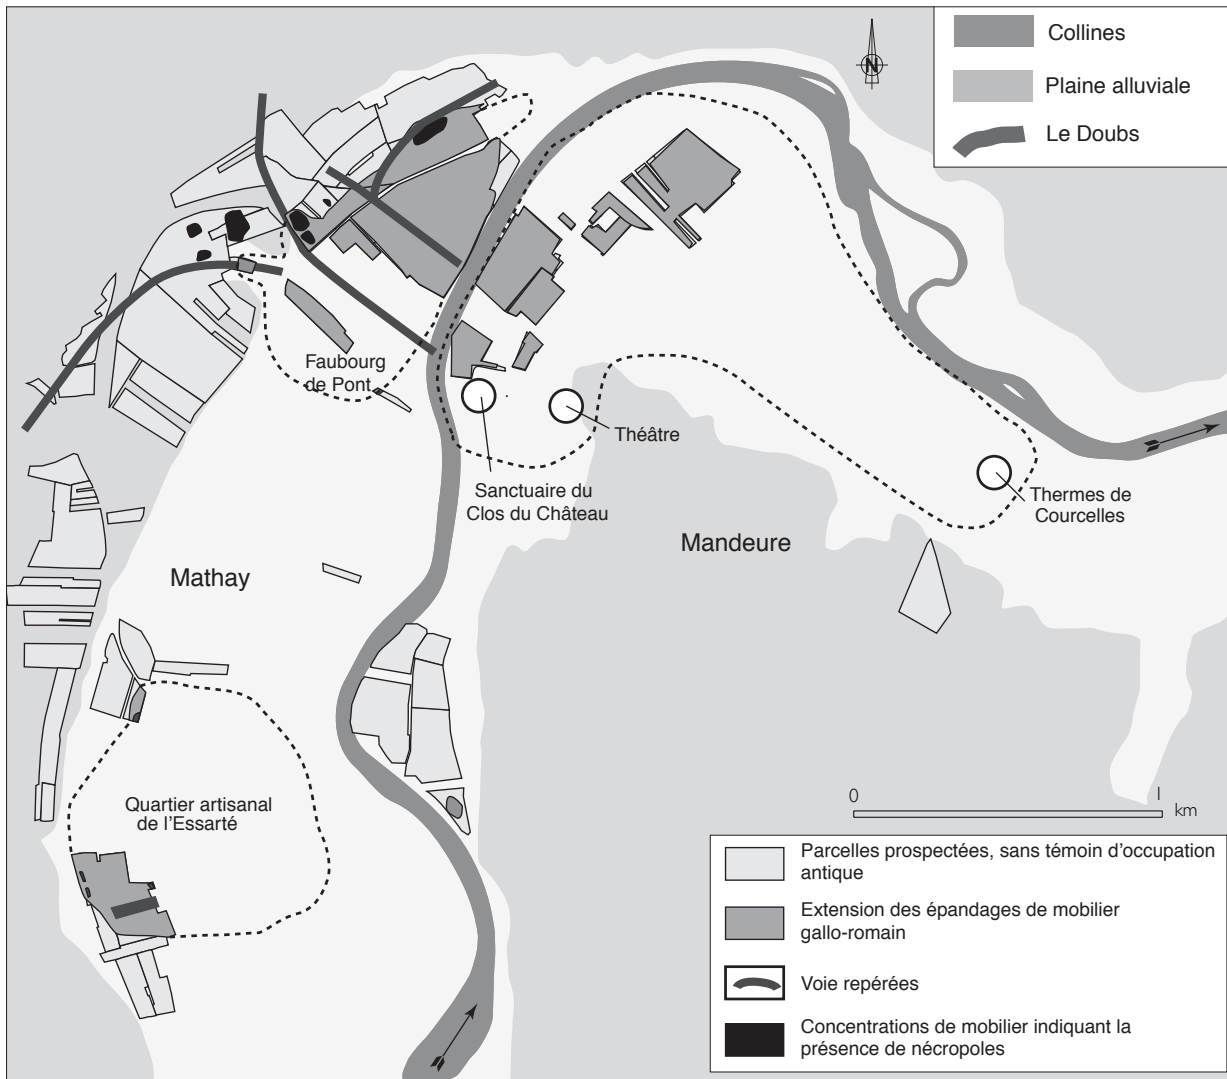 N
Collines
Plaine alluviale
Le Doubs
Faubourg
de Pont
Théâtre
Sanctuaire du
Clos du Château
Thermes de
Courcelles
Mandeure
Mathay
Quartier artisanal
de l'Essarté
0 1
km
Parcelles prospectées, sans témoin d'occupation
antique
Extension des épandages de mobilier
gallo-romain
Voie repérées
Concentrations de mobilier indiquant la
présence de nécropoles